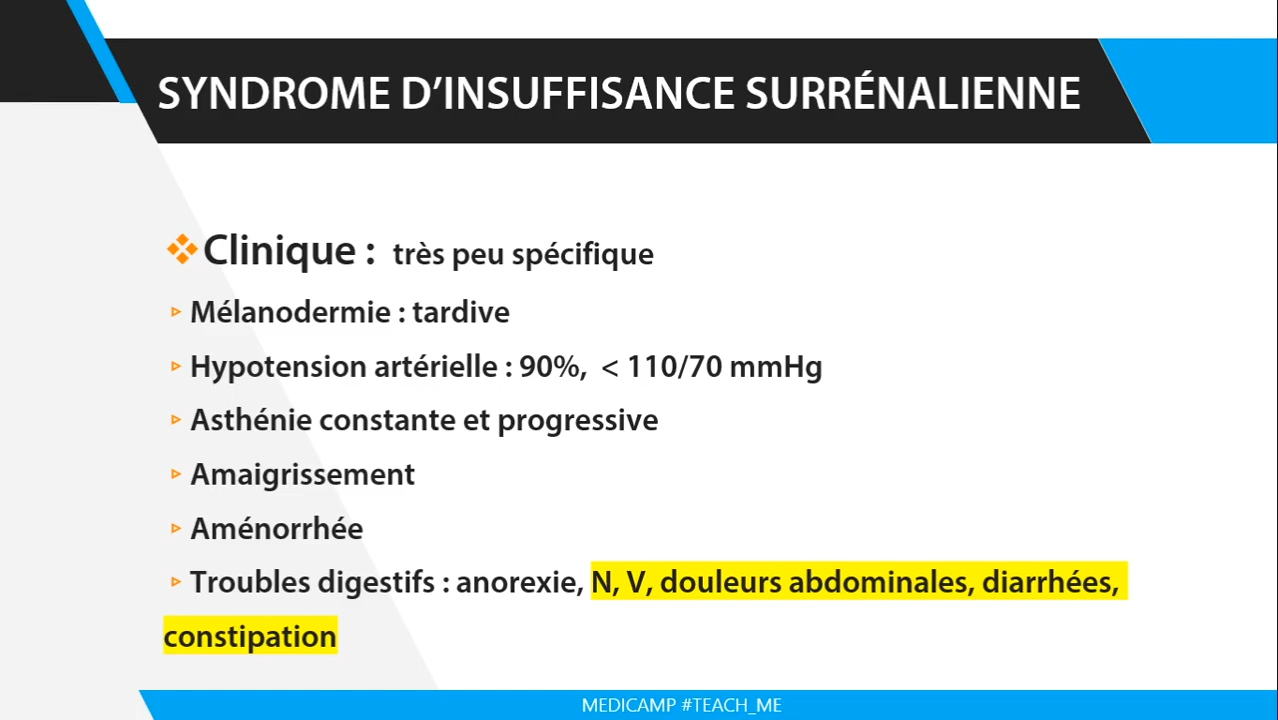 SYNDROME D’INSUFFISANCE SURRÉNALIENNE
Clinique : très peu spécifique
Mélanodermie : tardive
Hypotension artérielle : 90%, < 110/70 mmHg
Asthénie constante et progressive
Amaigrissement
Aménorrhée
Troubles digestifs : anorexie, N, V, douleurs abdominales, diarrhées,
constipation
MEDICAMP #TEACH_ME